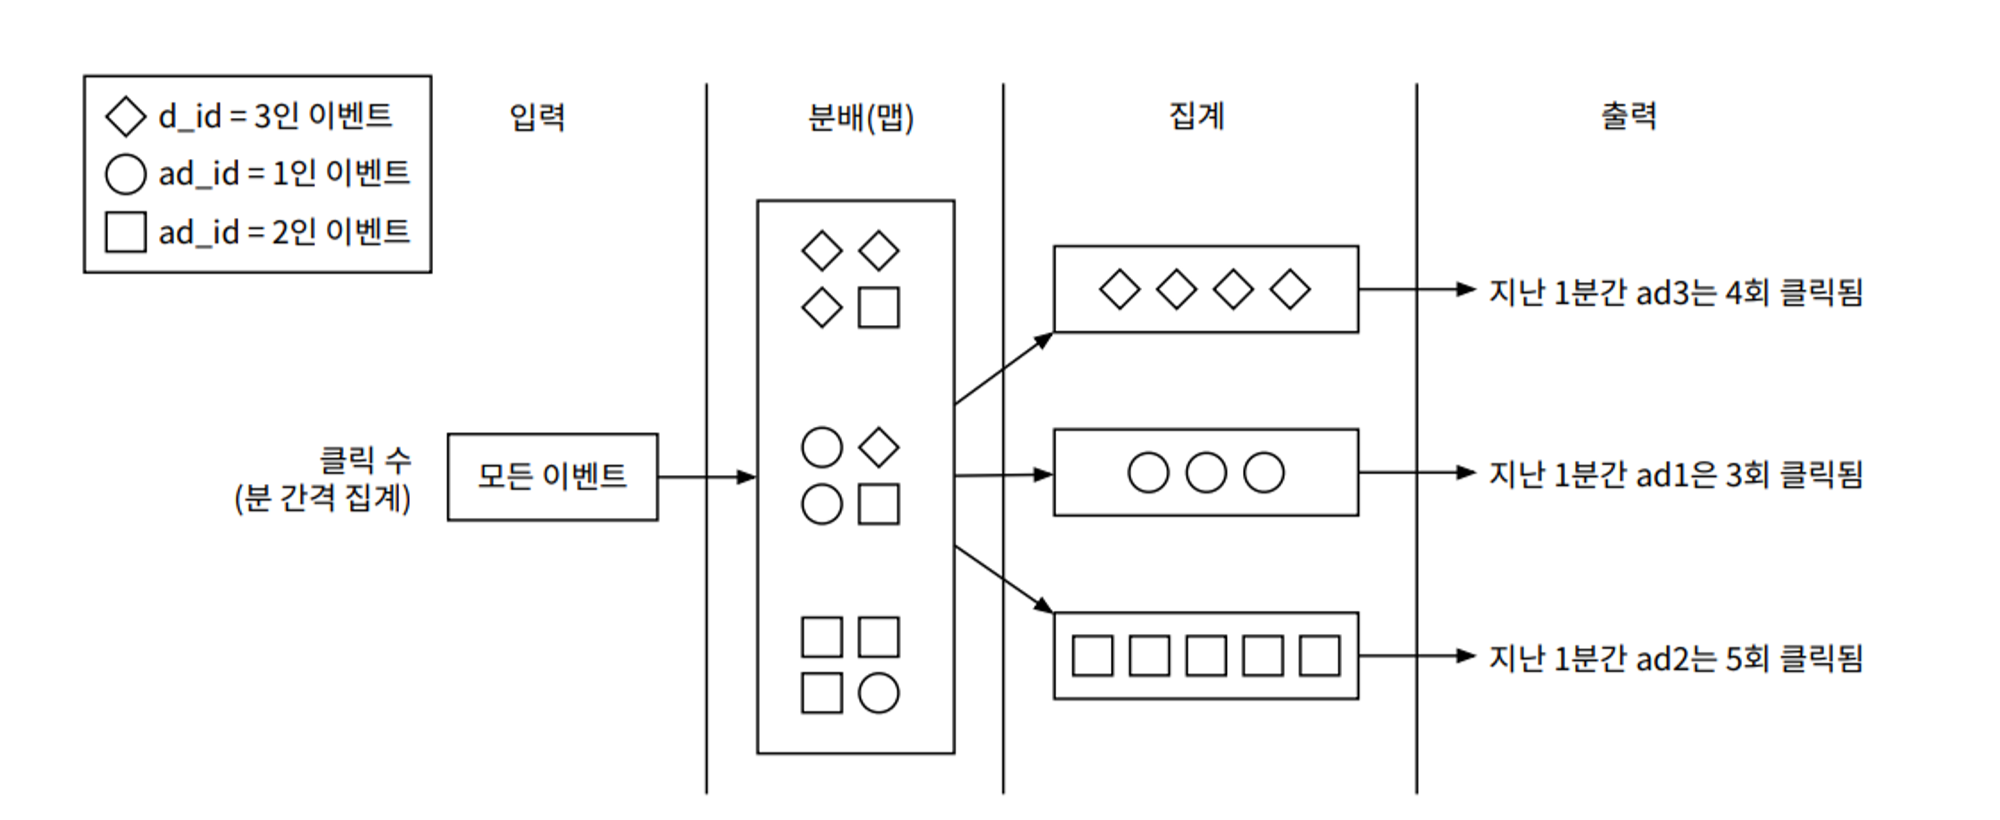 d_id = 3인 이벤트
ad_id = 1인 이벤트
ad_id = 2인 이벤트
입력
분배(맵)
집계
출력
클릭 수
(분 간격 집계)
모든 이벤트
지난 1분간 ad3는 4회 클릭됨
지난 1분간 ad1은 3회 클릭됨
지난 1분간 ad2는 5회 클릭됨